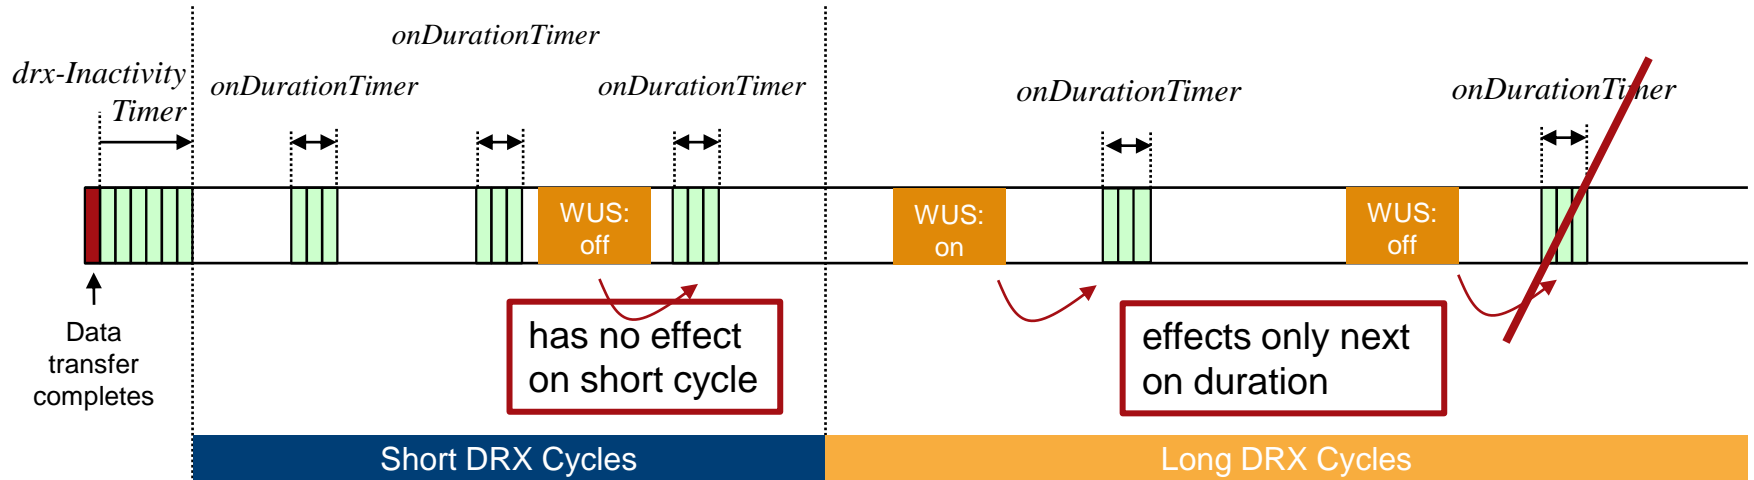 onDurationTimer
drx-Inactivity
Timer
onDurationTimer
onDurationTimer
onDurationTimer
onDurationTimer
WUS:
off
WUS:
on
WUS:
off
Data
transfer
completes
has no effect
on short cycle
effects only next
on duration
Short DRX Cycles
Long DRX Cycles